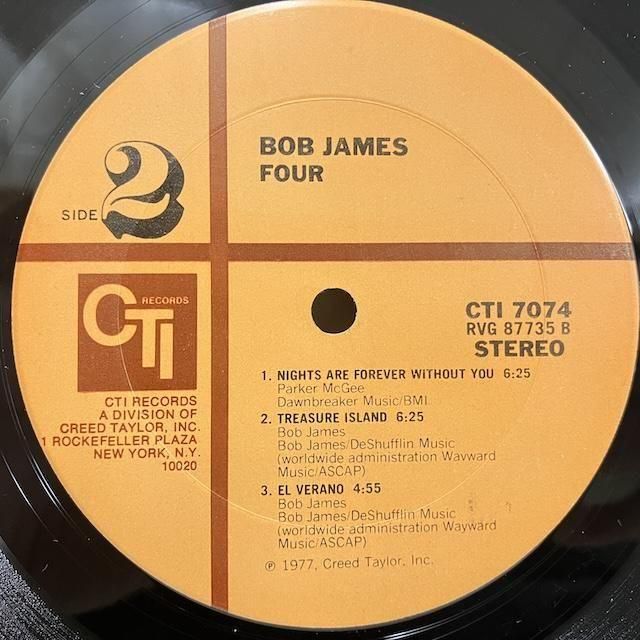 BOB JAMES
FOUR
SIDE 2
CTI RECORDS
CTI RECORDS
A DIVISION OF
CREED TAYLOR, INC.
1 ROCKEFELLER PLAZA
NEW YORK, N.Y.
10020
CTI 7074
RVG 87735 B
STEREO
1. NIGHTS ARE FOREVER WITHOUT YOU 6:25
Parker McGee
Dawnbreaker Music/BMI
2. TREASURE ISLAND 6:25
Bob James
Bob James/DeShufflin Music
(worldwide administration Wayward
Music/ASCAP)
3. EL VERANO 4:55
Bob James
Bob James/DeShufflin Music
(worldwide administration Wayward
Music/ASCAP)
℗ 1977, Creed Taylor, Inc.